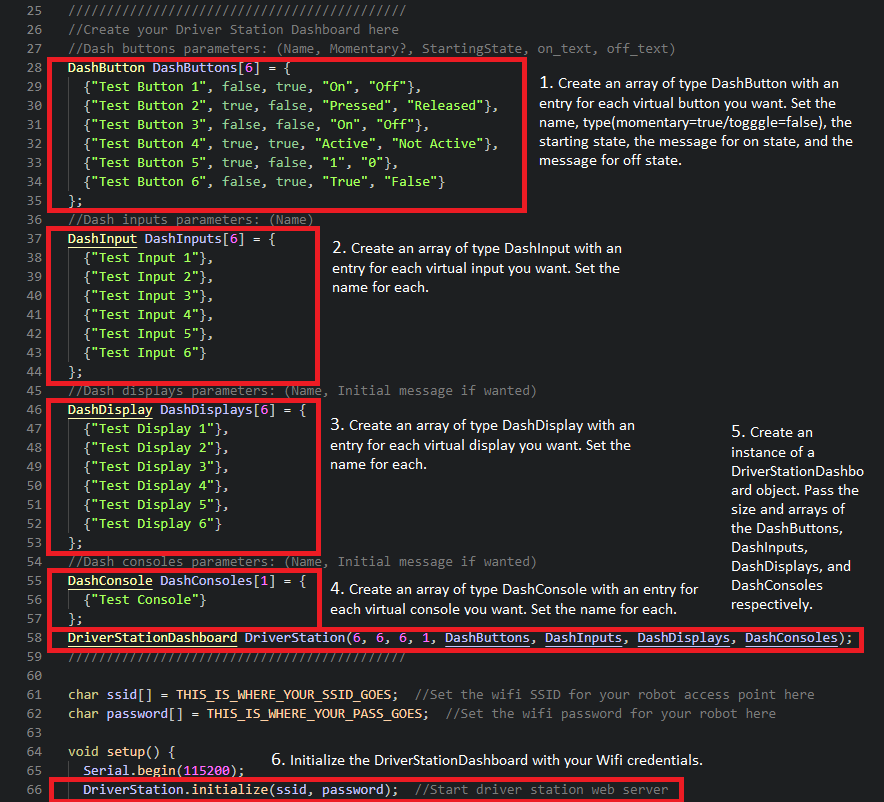 25 ////////////////////////////////////////////
26 //Create your Driver Station Dashboard here
27 //Dash buttons parameters: (Name, Momentary?, StartingState, on_text, off_text)
28 DashButton DashButtons[6] = {
29 {"Test Button 1", false, true, "On", "Off"},
30 {"Test Button 2", true, false, "Pressed", "Released"},
31 {"Test Button 3", false, false, "On", "Off"},
32 {"Test Button 4", true, true, "Active", "Not Active"},
33 {"Test Button 5", true, false, "1", "0"},
34 {"Test Button 6", false, true, "True", "False"}
35 };
1. Create an array of type DashButton with an
entry for each virtual button you want. Set the
name, type(momentary=true/togggle=false), the
starting state, the message for on state, and the
message for off state.
36 //Dash inputs parameters: (Name)
37 DashInput DashInputs[6] = {
38 {"Test Input 1"},
39 {"Test Input 2"},
40 {"Test Input 3"},
41 {"Test Input 4"},
42 {"Test Input 5"},
43 {"Test Input 6"}
44 };
2. Create an array of type DashInput with an
entry for each virtual input you want. Set the
name for each.
45 //Dash displays parameters: (Name, Initial message if wanted)
46 DashDisplay DashDisplays[6] = {
47 {"Test Display 1"},
48 {"Test Display 2"},
49 {"Test Display 3"},
50 {"Test Display 4"},
51 {"Test Display 5"},
52 {"Test Display 6"}
53 };
3. Create an array of type DashDisplay with an
entry for each virtual display you want. Set the
name for each.
54 //Dash consoles parameters: (Name, Initial message if wanted)
55 DashConsole DashConsoles[1] = {
56 {"Test Console"}
57 };
4. Create an array of type DashConsole with an entry for
each virtual console you want. Set the name for each.
5. Create an
instance of a
DriverStationDashbo
ard object. Pass the
size and arrays of
the DashButtons,
DashInputs,
DashDisplays, and
DashConsoles
respectively.
58 DriverStationDashboard DriverStation(6, 6, 6, 1, DashButtons, DashInputs, DashDisplays, DashConsoles);
59 ////////////////////////////////////////////
60
61 char ssid[] = THIS_IS_WHERE_YOUR_SSID_GOES; //Set the wifi SSID for your robot access point here
62 char password[] = THIS_IS_WHERE_YOUR_PASS_GOES; //Set the wifi password for your robot here
63
64 void setup() {
6. Initialize the DriverStationDashboard with your Wifi credentials.
65 Serial.begin(115200);
66 DriverStation.initialize(ssid, password); //Start driver station web server